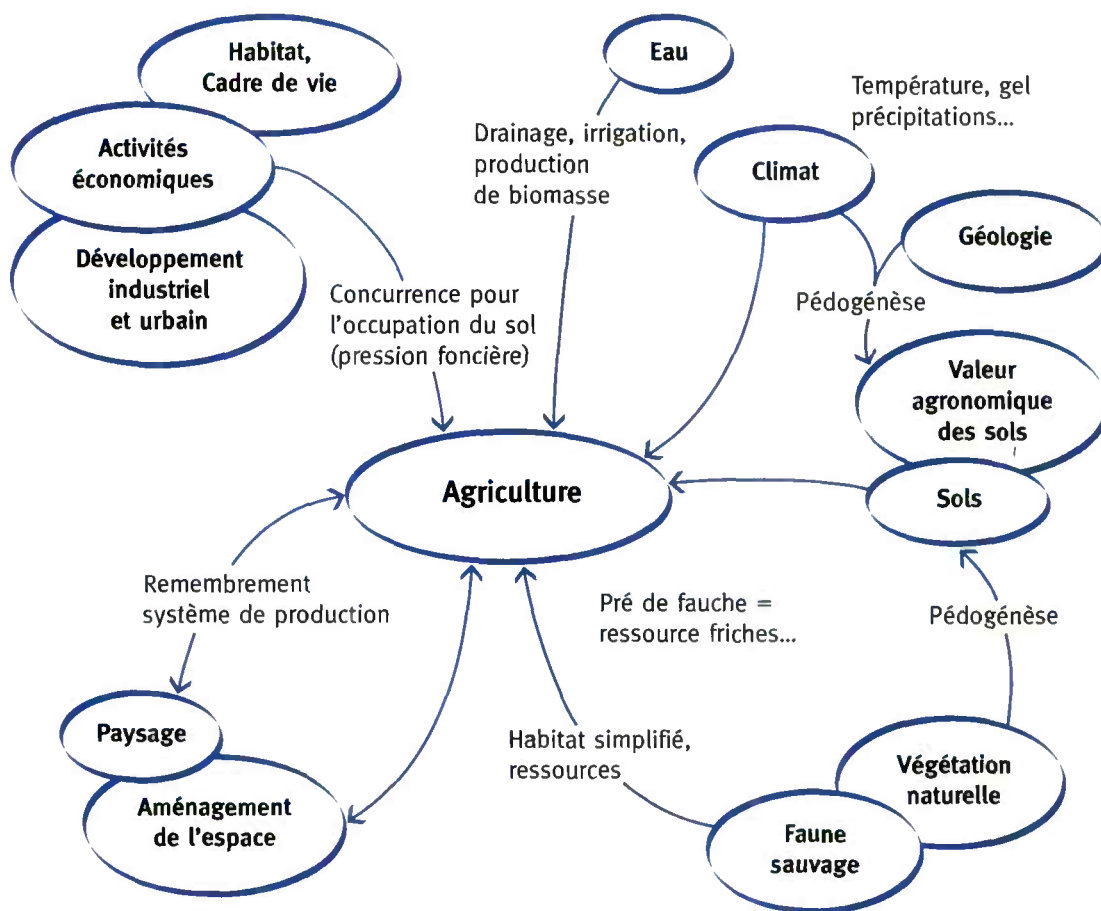 Habitat,
Cadre de vie
Activités
économiques
Développement
industriel
et urbain
Eau
Drainage, irrigation,
production
de biomasse
Température, gel
précipitations...
Climat
Géologie
Pédogénèse
Concurrence pour
l'occupation du sol
(pression foncière)
Valeur
agronomique
des sols
Agriculture
Sols
Remembrement
système de production
Pré de fauche =
ressource friches...
Pédogénèse
Paysage
Aménagement
de l'espace
Habitat simplifié,
ressources
Végétation
naturelle
Faune
sauvage